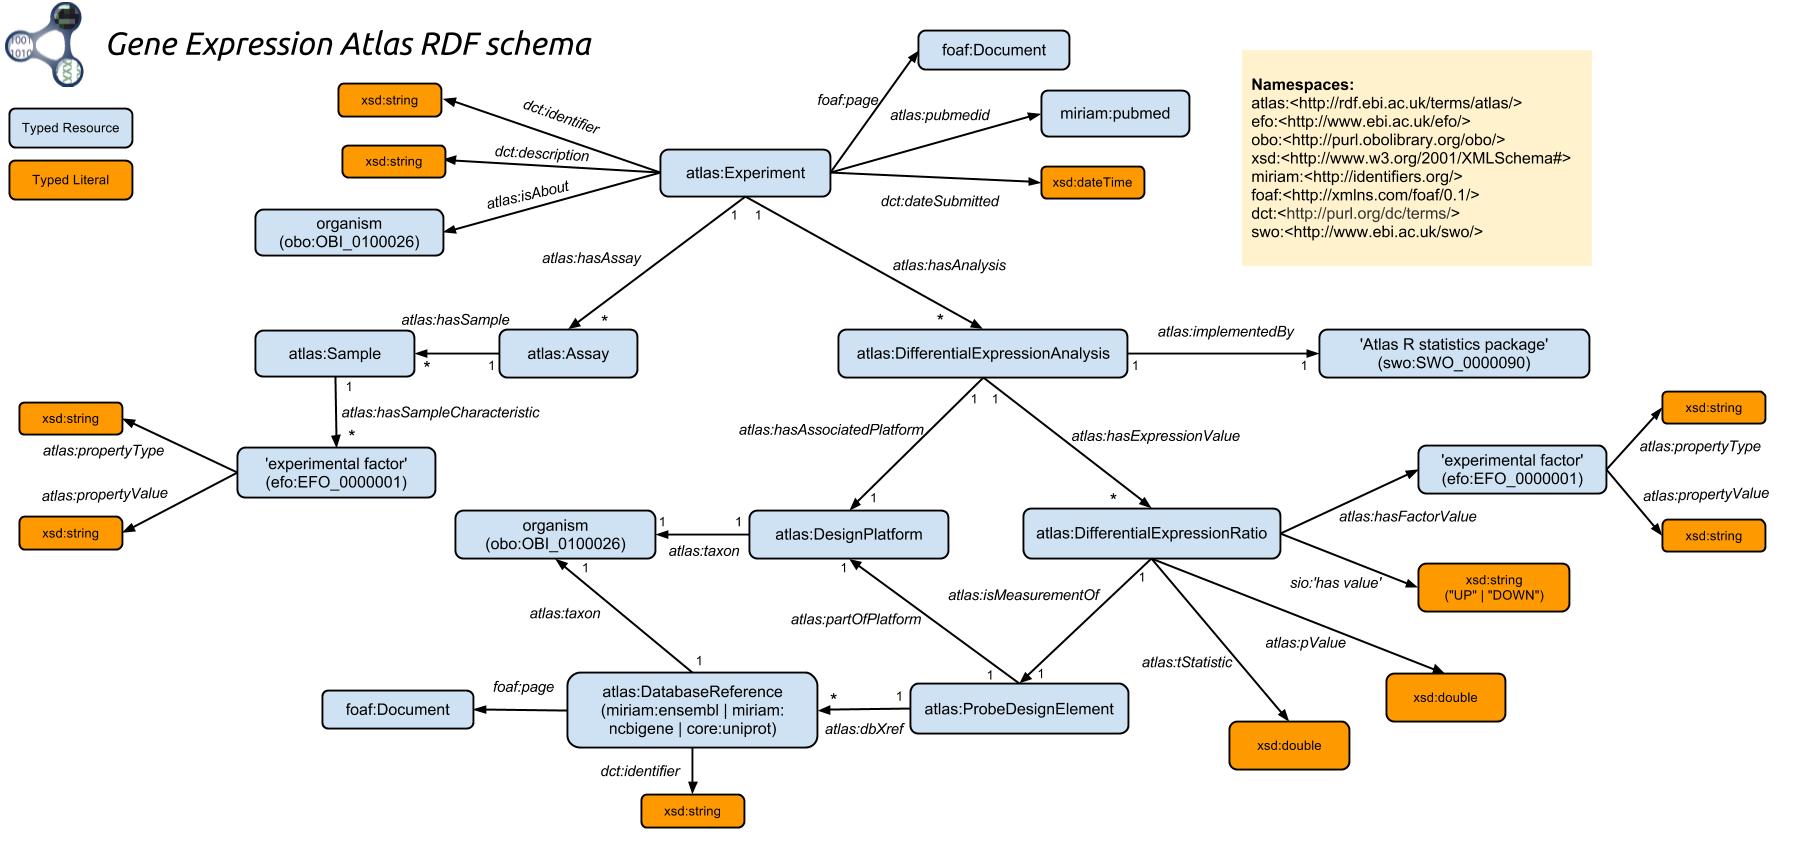 1001
1010
Gene Expression Atlas RDF schema
Typed Resource
Typed Literal
Namespaces:
atlas:<http://rdf.ebi.ac.uk/terms/atlas/>
efo:<http://www.ebi.ac.uk/efo/>
obo:<http://purl.obolibrary.org/obo/>
xsd:<http://www.w3.org/2001/XMLSchema#>
miriam:<http://identifiers.org/>
foaf:<http://xmlns.com/foaf/0.1/>
dct:<http://purl.org/dc/terms/>
swo:<http://www.ebi.ac.uk/swo/>
foaf:Document
foaf:page
xsd:string
dct:identifier
atlas:pubmedid
miriam:pubmed
xsd:string
dct:description
atlas:Experiment
xsd:dateTime
dct:dateSubmitted
atlas:isAbout
organism
(obo:OBI_0100026)
1 1
atlas:hasAssay
atlas:hasAnalysis
*
*
atlas:hasSample
atlas:Sample
*
1
atlas:Assay
atlas:DifferentialExpressionAnalysis
1
atlas:implementedBy
1
'Atlas R statistics package'
(swo:SWO_0000090)
1
atlas:hasSampleCharacteristic
*
xsd:string
atlas:propertyType
'experimental factor'
(efo:EFO_0000001)
atlas:propertyValue
xsd:string
1 1
atlas:hasAssociatedPlatform
1
atlas:hasExpressionValue
*
xsd:string
atlas:propertyType
'experimental factor'
(efo:EFO_0000001)
atlas:propertyValue
xsd:string
atlas:hasFactorValue
organism
(obo:OBI_0100026)
1
1
atlas:taxon
atlas:DesignPlatform
atlas:DifferentialExpressionRatio
sio:'has value'
xsd:string
("UP" | "DOWN")
1
atlas:taxon
1
1
atlas:partOfPlatform
1
1
atlas:isMeasurementOf
1
atlas:tStatistic
atlas:pValue
xsd:double
xsd:double
foaf:Document
foaf:page
atlas:DatabaseReference
(miriam:ensembl | miriam:
ncbigene | core:uniprot)
*
1
atlas:dbXref
atlas:ProbeDesignElement
dct:identifier
xsd:string